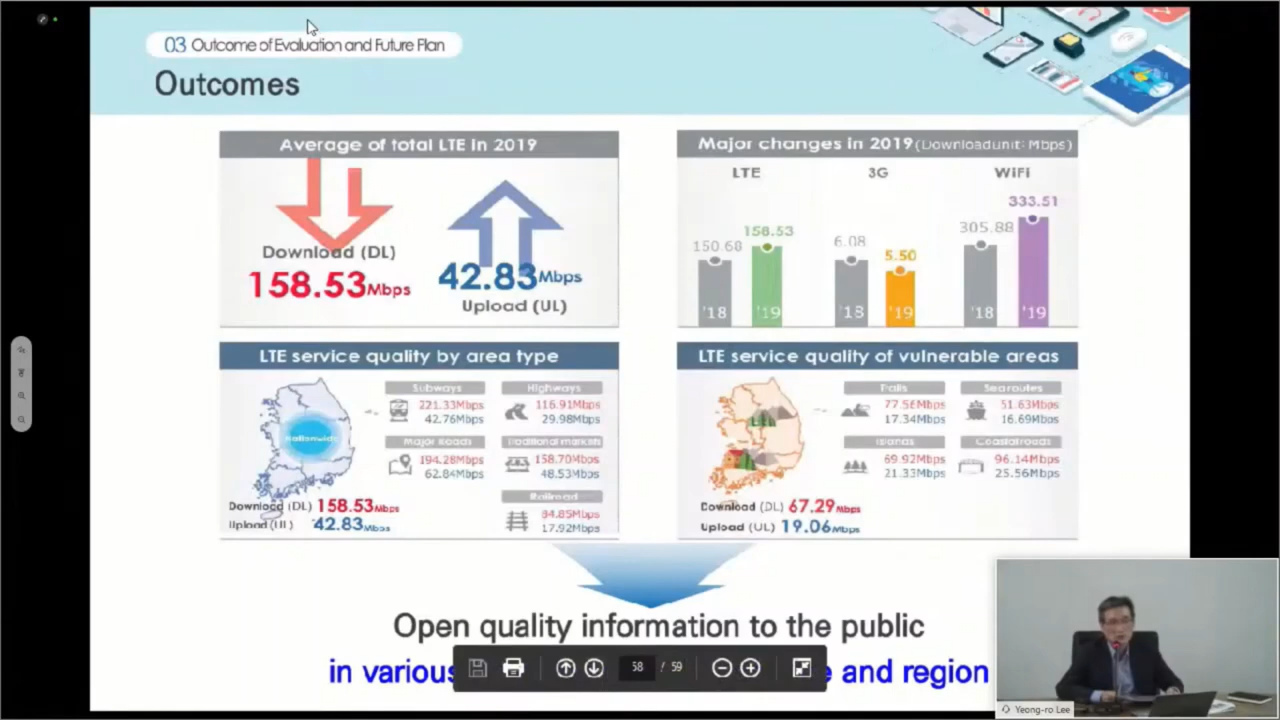 03 Outcome of Evaluation and Future Plan
Outcomes
Average of total LTE in 2019
Download (DL)
158.53Mbps
42.83Mbps
Upload (UL)
Major changes in 2019(Downloadunit: Mbps)
LTE
3G
WiFi
150.68
158.53
6.08
5.50
305.88
333.51
'18
'19
'18
'19
'18
'19
LTE service quality by area type
Nationwide
Subways
221.33Mbps
42.76Mbps
Highways
116.91Mbps
29.98Mbps
Major Roads
194.28Mbps
62.84Mbps
Traditional markets
158.70Mbps
48.53Mbps
Railroad
84.85Mbps
17.92Mbps
Download (DL) 158.53Mbps
Upload (UL) 42.83Mbps
LTE service quality of vulnerable areas
Trails
77.56Mbps
17.34Mbps
Sea routes
51.63Mbps
16.69Mbps
Islands
69.92Mbps
21.33Mbps
Coastal roads
96.14Mbps
25.56Mbps
Download (DL) 67.29Mbps
Upload (UL) 19.06Mbps
Open quality information to the public
in various and region
58 / 59
Yeong-ro Lee